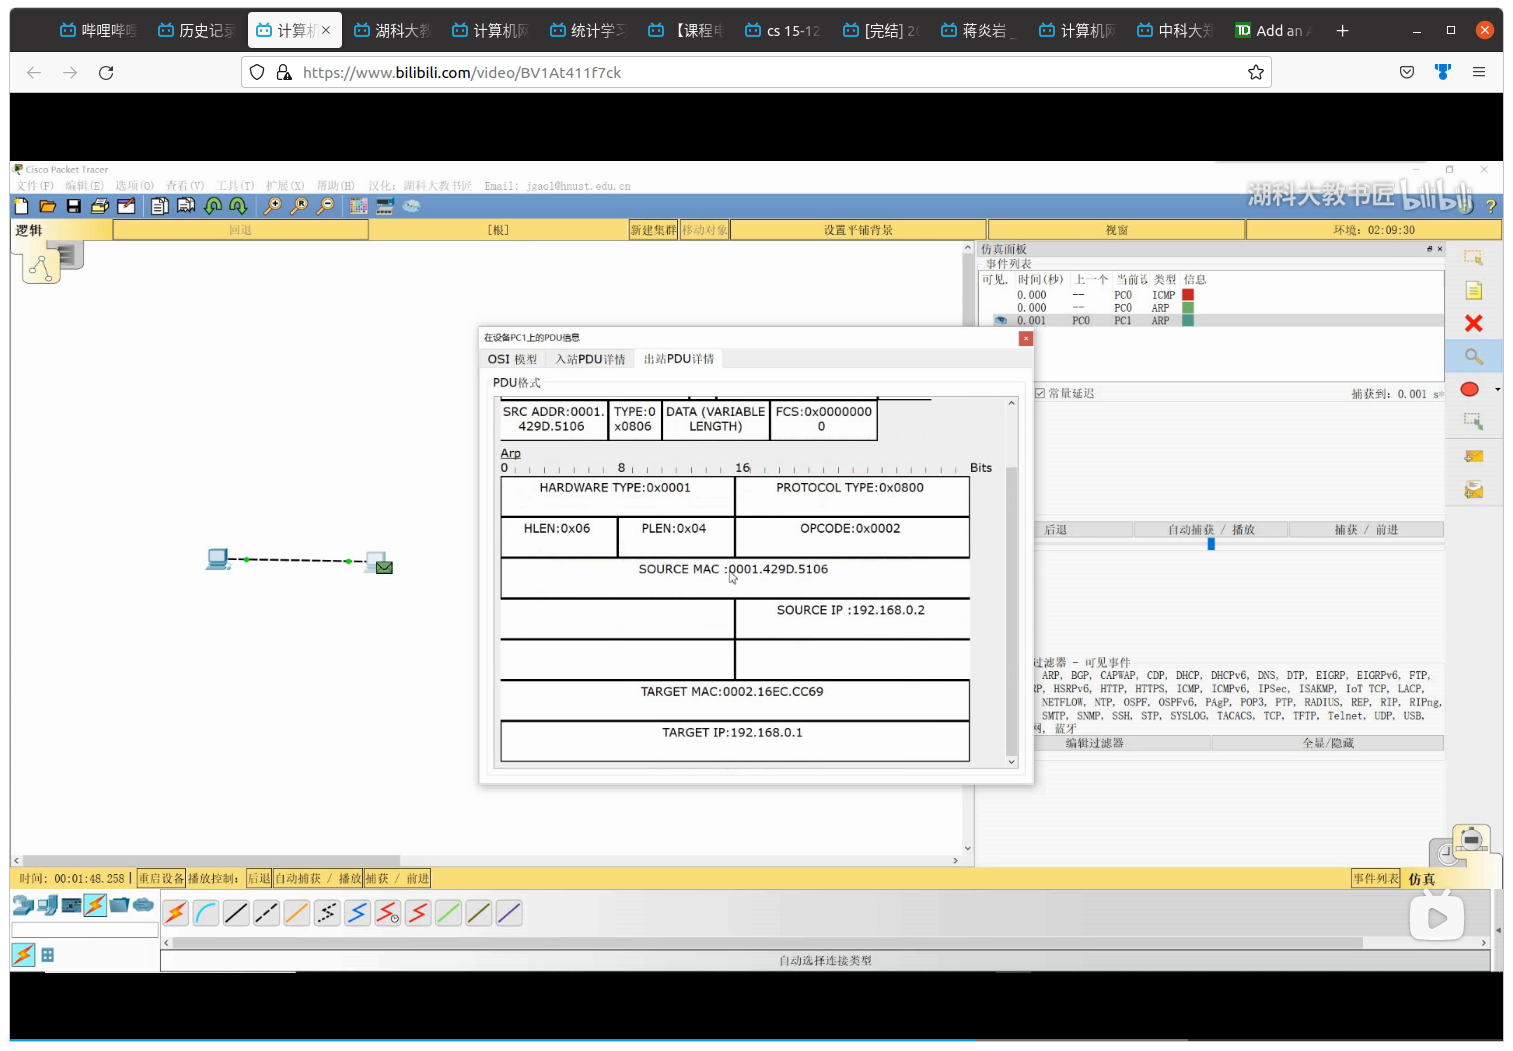 哔哩哔哩
历史记录
计算机
湖科大教
计算机网
统计学习
【课程电
cs 15-12
[完结] 20
蒋炎岩 _
计算机网
中科大郑
Add an A
https://www.bilibili.com/video/BV1At411f7ck
Cisco Packet Tracer
文件(F) 编辑(E) 选项(O) 查看(V) 工具(T) 扩展(X) 帮助(H) 汉化: 湖科大教书匠 Email: jgaol@hnust.edu.cn
湖科大教书匠 bilibili
逻辑
回退
[根]
新建集群
移动对象
设置平铺背景
视窗
环境: 02:09:30
仿真面板
事件列表
可见. 时间(秒) 上一个 当前设 类型 信息
0.000 -- PC0 ICMP
0.000 -- PC0 ARP
0.001 PC0 PC1 ARP
常量延迟
捕获到: 0.001 s
后退
自动捕获 / 播放
捕获 / 前进
过滤器 - 可见事件
ARP, BGP, CAPWAP, CDP, DHCP, DHCPv6, DNS, DTP, EIGRP, EIGRPv6, FTP,
P, HSRPv6, HTTP, HTTPS, ICMP, ICMPv6, IPSec, ISAKMP, IoT TCP, LACP,
NETFLOW, NTP, OSPF, OSPFv6, PAgP, POP3, PTP, RADIUS, REP, RIP, RIPng,
SMTP, SNMP, SSH, STP, SYSLOG, TACACS, TCP, TFTP, Telnet, UDP, USB,
网, 蓝牙
编辑过滤器
全显/隐藏
在设备PC1上的PDU信息
OSI 模型
入站PDU详情
出站PDU详情
PDU格式
SRC ADDR:0001.
429D.5106
TYPE:0
x0806
DATA (VARIABLE
LENGTH)
FCS:0x0000000
0
Arp
0 8 16 Bits
HARDWARE TYPE:0x0001
PROTOCOL TYPE:0x0800
HLEN:0x06
PLEN:0x04
OPCODE:0x0002
SOURCE MAC :0001.429D.5106
SOURCE IP :192.168.0.2
TARGET MAC:0002.16EC.CC69
TARGET IP:192.168.0.1
时间: 00:01:48.258
重启设备
播放控制:
后退
自动捕获 / 播放
捕获 / 前进
事件列表
仿真
自动选择连接类型